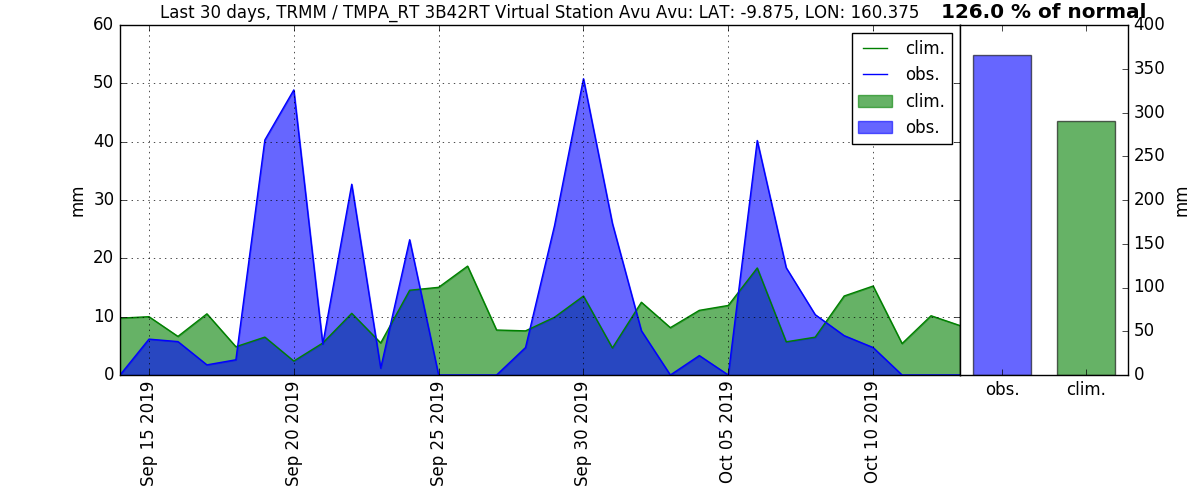 Last 30 days, TRMM / TMPA_RT 3B42RT Virtual Station Avu Avu: LAT: -9.875, LON: 160.375
126.0 % of normal
60
50
40
30
20
10
0
mm
clim.
obs.
clim.
obs.
Sep 15 2019
Sep 20 2019
Sep 25 2019
Sep 30 2019
Oct 05 2019
Oct 10 2019
400
350
300
250
200
150
100
50
0
mm
obs.
clim.